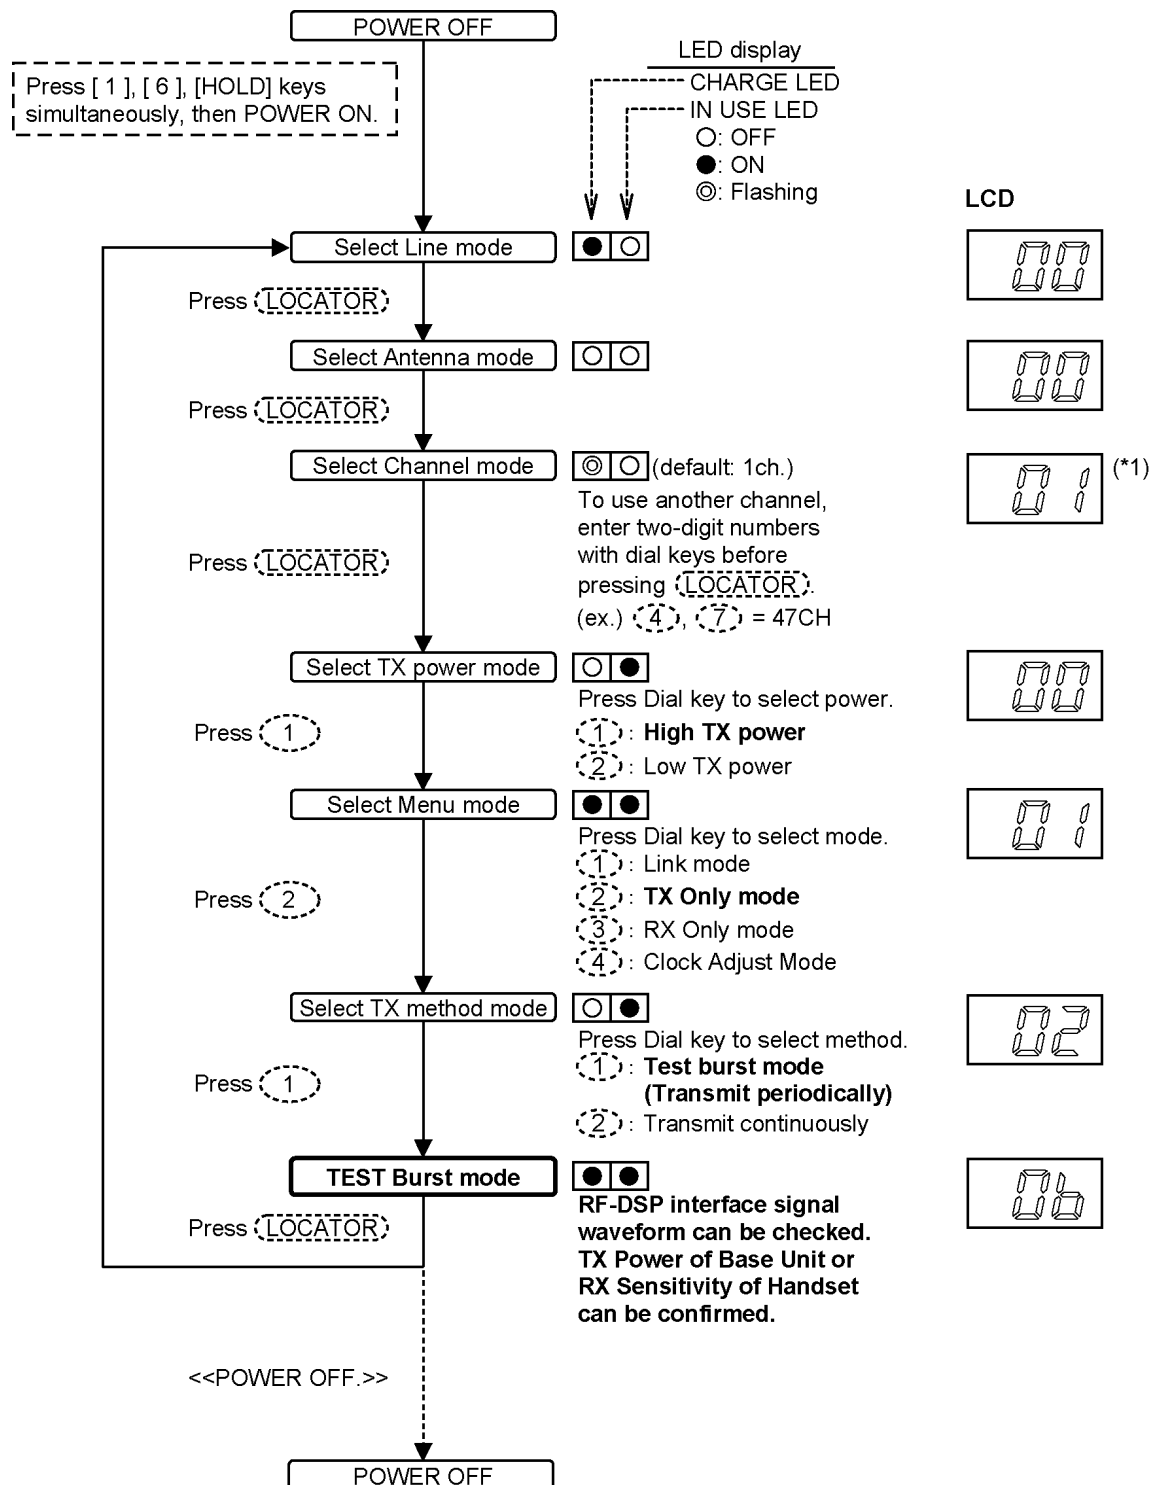 POWER OFF
Press [ 1 ], [ 6 ], [HOLD] keys
simultaneously, then POWER ON.
LED display
CHARGE LED
IN USE LED
○: OFF
●: ON
◎: Flashing
LCD
Select Line mode
00
Press (LOCATOR)
Select Antenna mode
00
Press (LOCATOR)
Select Channel mode
(default: 1ch.)
01
(*1)
To use another channel,
enter two-digit numbers
with dial keys before
pressing (LOCATOR).
(ex.) (4), (7) = 47CH
Press (LOCATOR)
Select TX power mode
00
Press Dial key to select power.
(1) : High TX power
(2) : Low TX power
Press (1)
Select Menu mode
01
Press Dial key to select mode.
(1) : Link mode
(2) : TX Only mode
(3) : RX Only mode
(4) : Clock Adjust Mode
Press (2)
Select TX method mode
02
Press Dial key to select method.
(1) : Test burst mode
(Transmit periodically)
(2) : Transmit continuously
Press (1)
TEST Burst mode
0b
RF-DSP interface signal
waveform can be checked.
TX Power of Base Unit or
RX Sensitivity of Handset
can be confirmed.
Press (LOCATOR)
<<POWER OFF.>>
POWER OFF